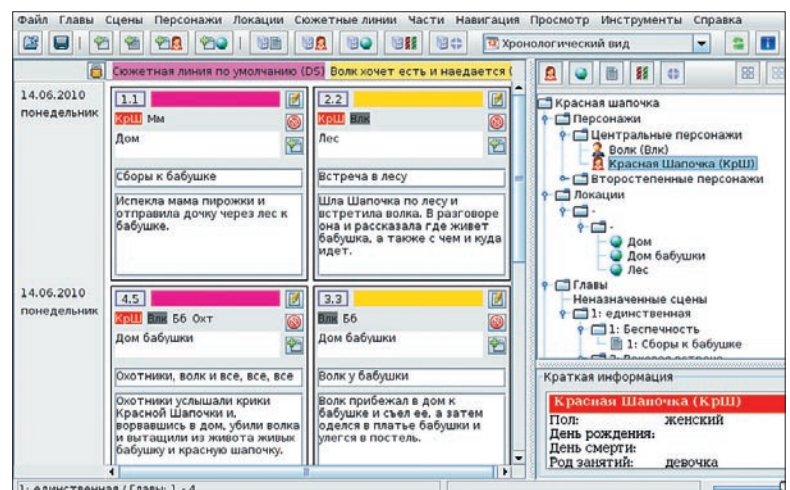 Файл Главы Сцены Персонажи Локации Сюжетные линии Части Навигация Просмотр Инструменты Справка
Хронологический вид
Сюжетная линия по умолчанию (DS) Волк хочет есть и наедается (
14.06.2010
понедельник
1.1
КрШ Мм
Дом
Сборы к бабушке
Испекла мама пирожки и
отправила дочку через лес к
бабушке.
2.2
КрШ Влк
Лес
Встреча в лесу
Шла Шапочка по лесу и
встретила волка. В разговоре
она и рассказала где живет
бабушка, а также с чем и куда
идет.
14.06.2010
понедельник
4.5
КрШ Влк Бб Охт
Дом бабушки
Охотники, волк и все, все, все
Охотники услышали крики
Красной Шапочки и,
ворвавшись в дом, убили волка
и вытащили из живота живых
бабушку и красную шапочку.
3.3
Влк Бб
Дом бабушки
Волк у бабушки
Волк прибежал в дом к
бабушке и съел ее, а затем
оделся в платье бабушки и
улегся в постель.
Красная шапочка
Персонажи
Центральные персонажи
Волк (Влк)
Красная Шапочка (КрШ)
Второстепенные персонажи
Локации
-
-
Дом
Дом бабушки
Лес
Главы
Неназначенные сцены
1: единственная
1: Беспечность
1: Сборы к бабушке
Краткая информация
Красная Шапочка (КрШ)
Пол: женский
День рождения:
День смерти:
Род занятий: девочка
1: единственная / Главы: 1 - 4